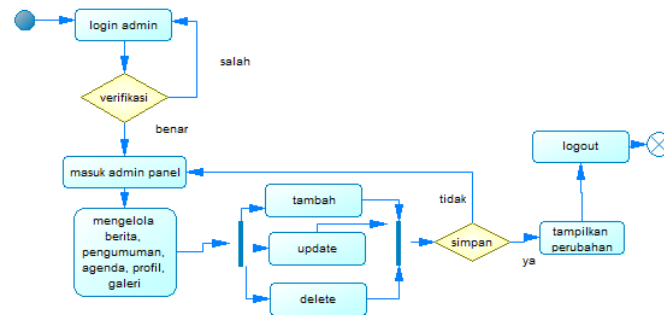 login admin
salah
verifikasi
benar
masuk admin panel
mengelola
berita,
pengumuman,
agenda, profil,
galeri
tambah
update
delete
tidak
simpan
ya
tampilkan
perubahan
logout